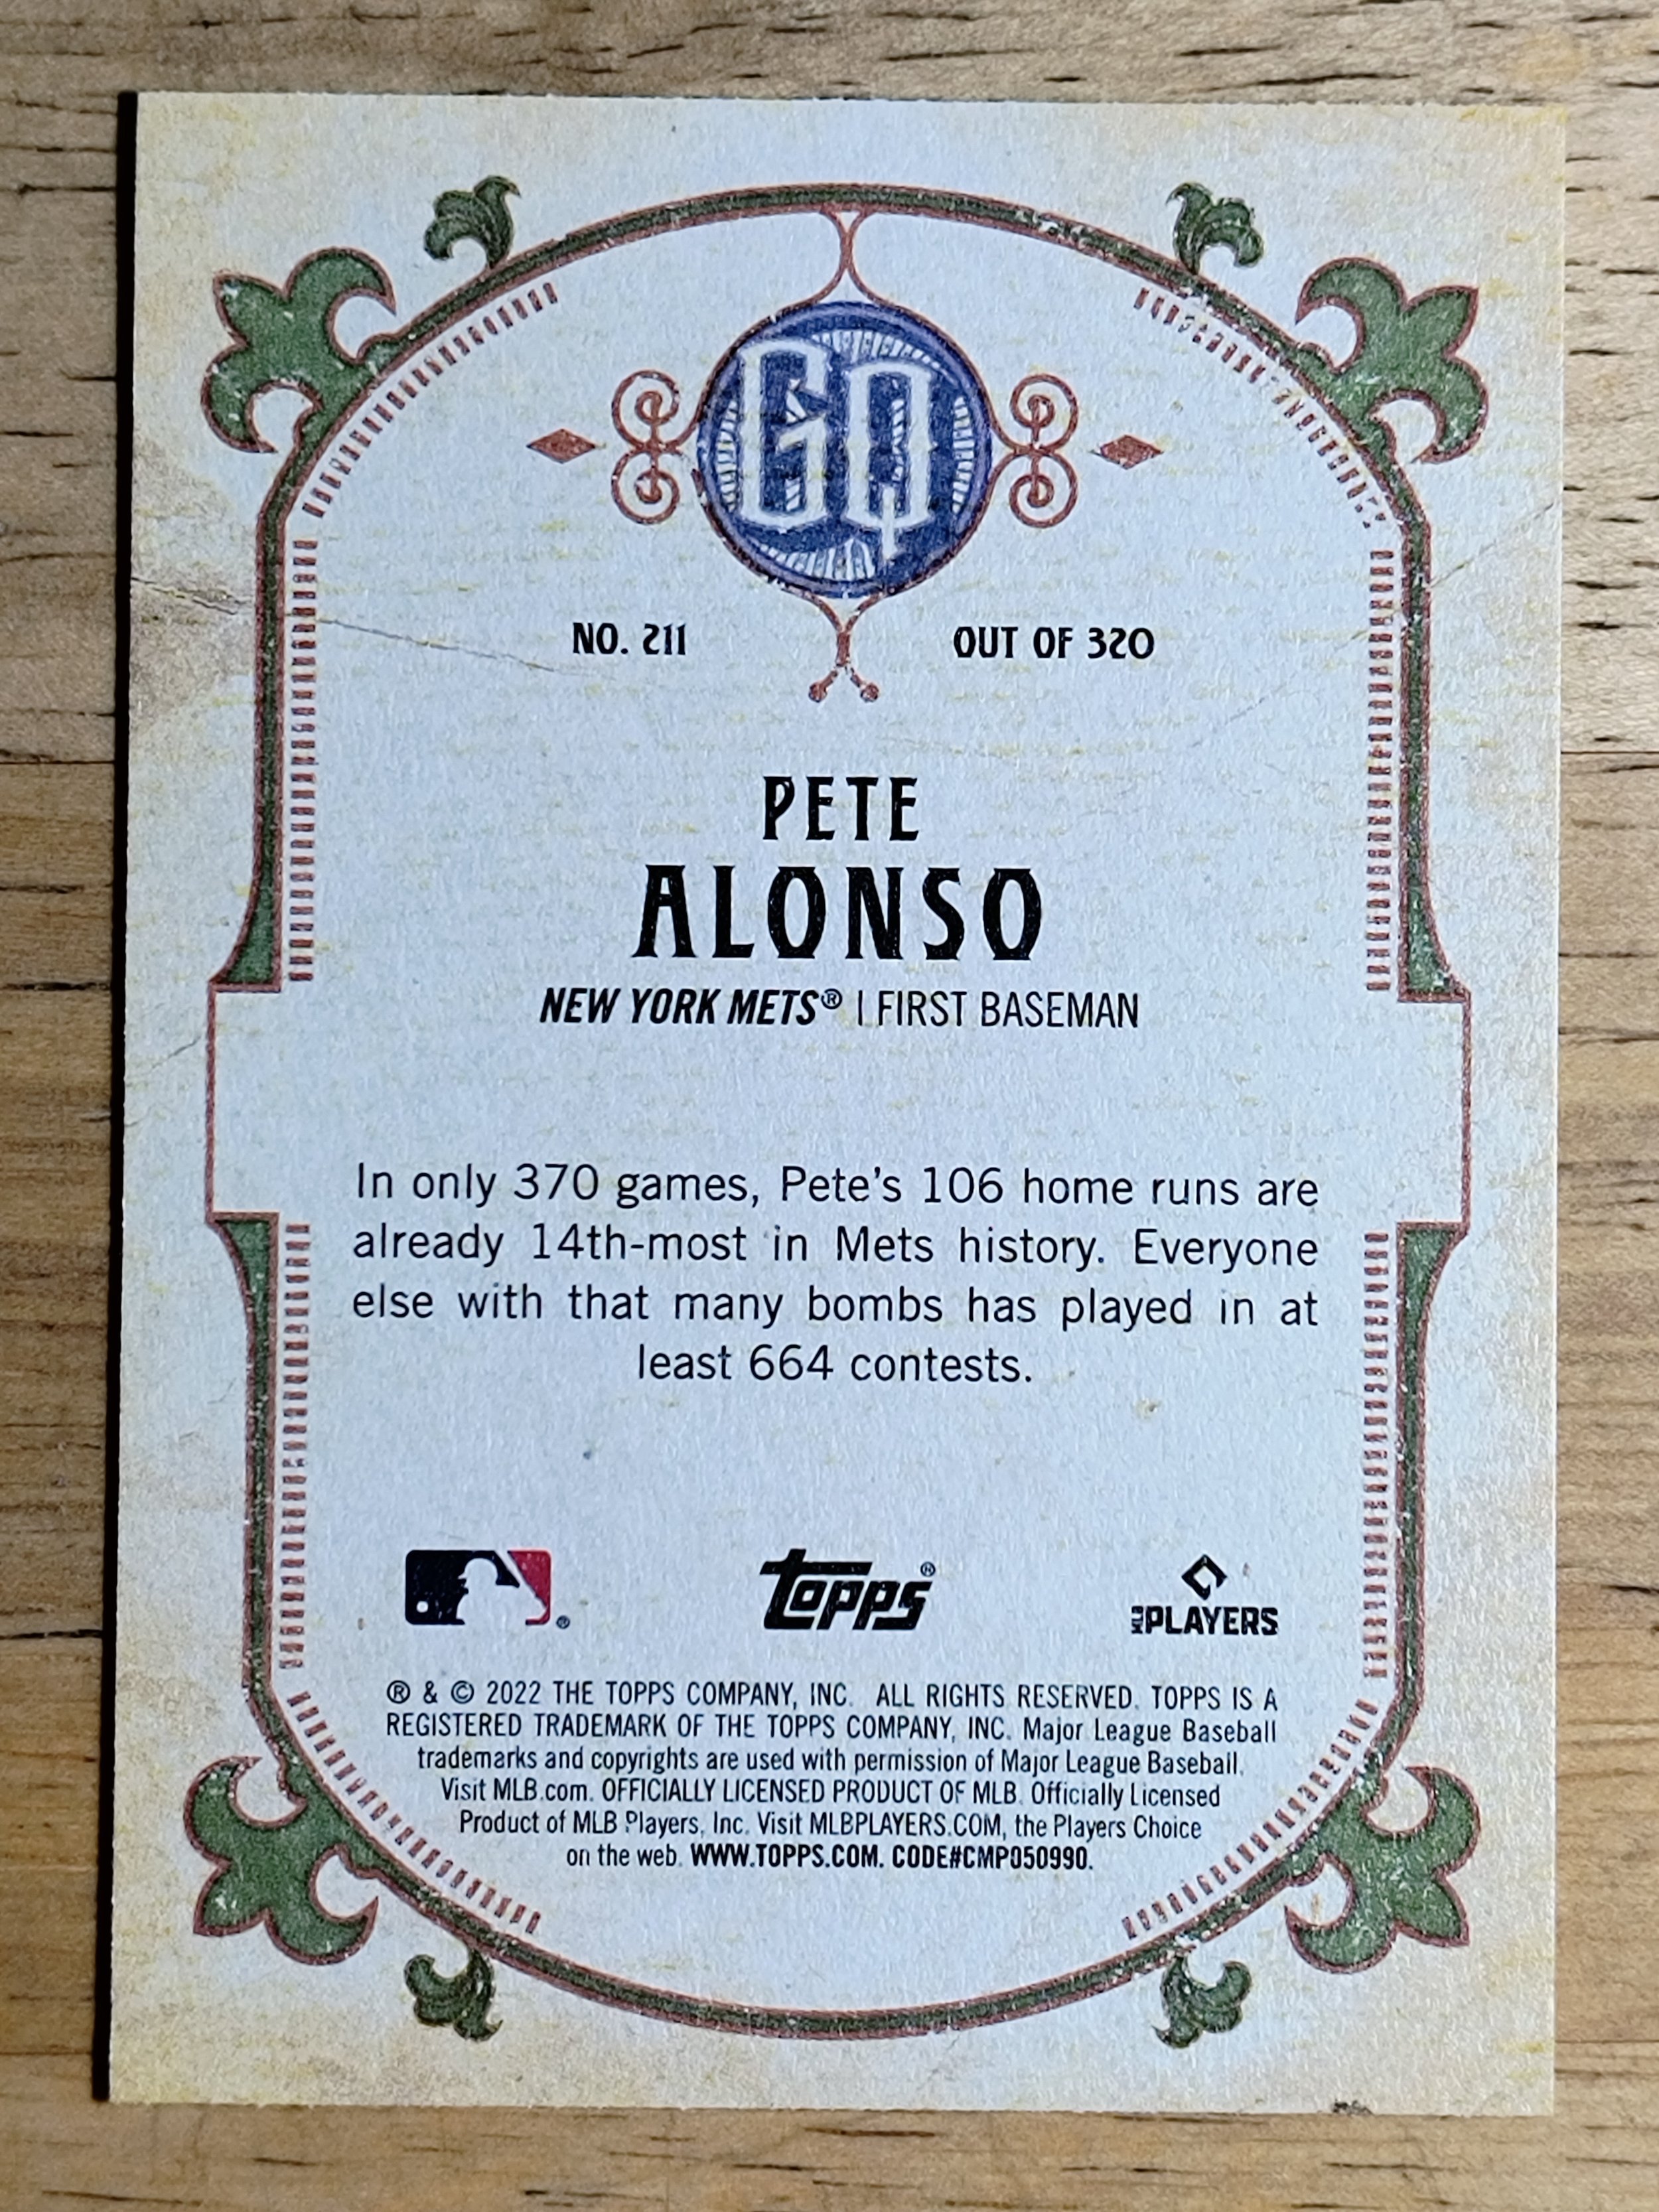 GQ
NO. 211 OUT OF 320
PETE
ALONSO
NEW YORK METS® | FIRST BASEMAN
In only 370 games, Pete's 106 home runs are
already 14th-most in Mets history. Everyone
else with that many bombs has played in at
least 664 contests.
® Topps® MLB PLAYERS
® & © 2022 THE TOPPS COMPANY, INC. ALL RIGHTS RESERVED. TOPPS IS A
REGISTERED TRADEMARK OF THE TOPPS COMPANY, INC. Major League Baseball
trademarks and copyrights are used with permission of Major League Baseball.
Visit MLB.com. OFFICIALLY LICENSED PRODUCT OF MLB. Officially Licensed
Product of MLB Players, Inc. Visit MLBPLAYERS.COM, the Players Choice
on the web. WWW.TOPPS.COM. CODE#CMP050990.